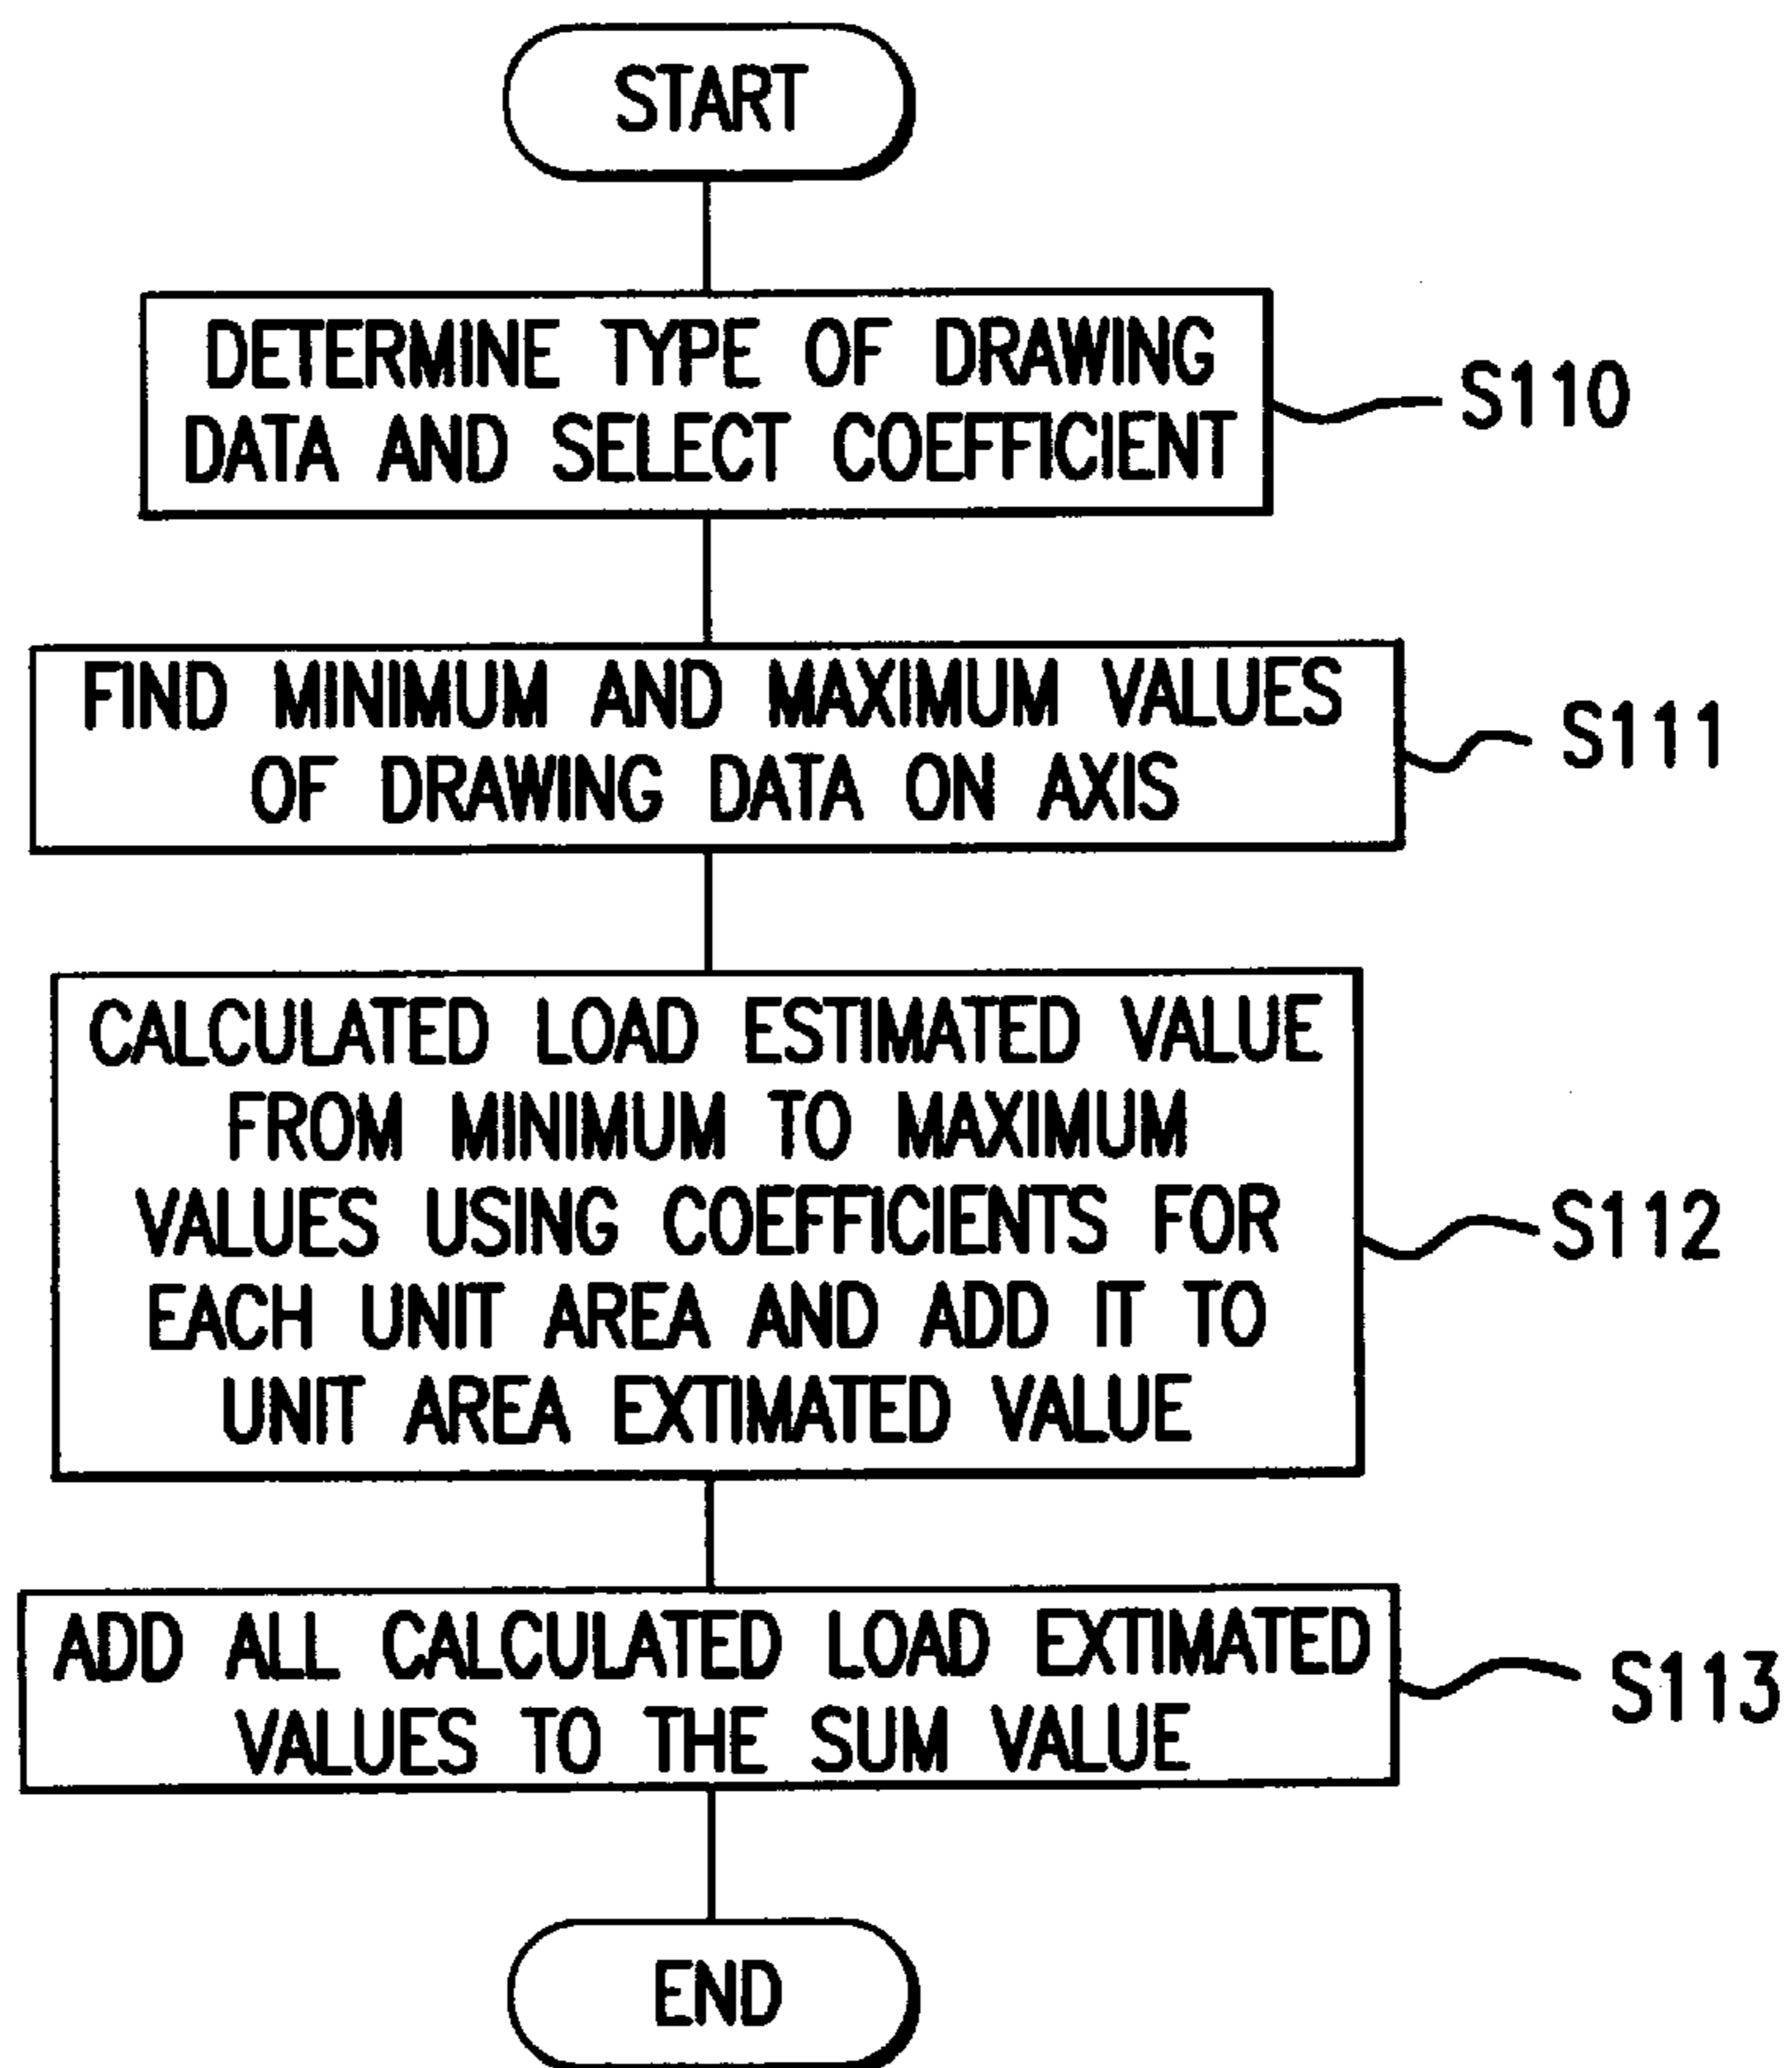 START
DETERMINE TYPE OF DRAWING
DATA AND SELECT COEFFICIENT
S110
FIND MINIMUM AND MAXIMUM VALUES
OF DRAWING DATA ON AXIS
S111
CALCULATED LOAD ESTIMATED VALUE
FROM MINIMUM TO MAXIMUM
VALUES USING COEFFICIENTS FOR
EACH UNIT AREA AND ADD IT TO
UNIT AREA EXTIMATED VALUE
S112
ADD ALL CALCULATED LOAD EXTIMATED
VALUES TO THE SUM VALUE
S113
END